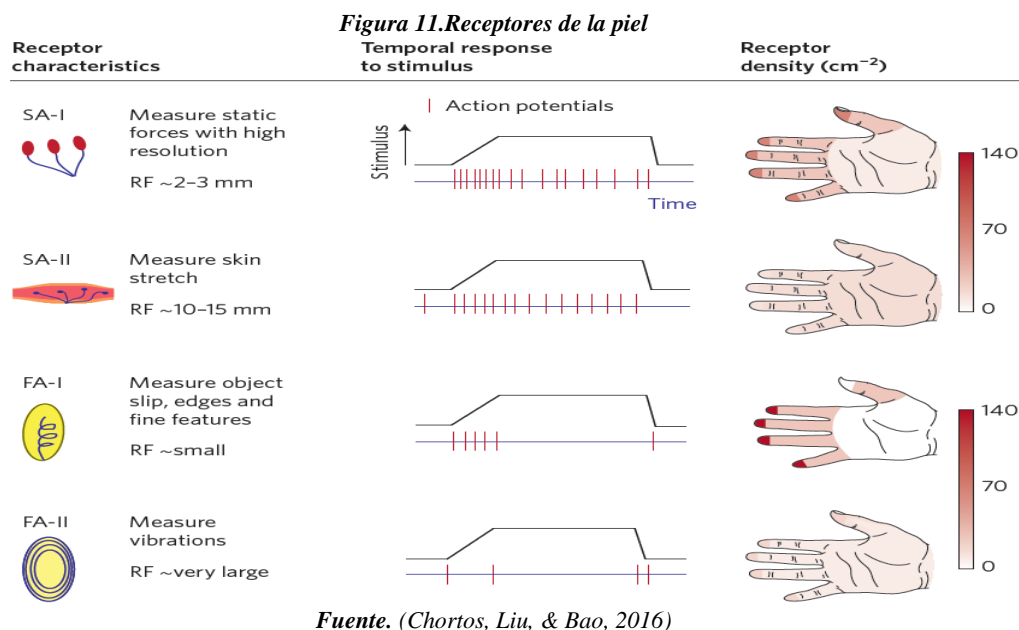 Figura 11.Receptores de la piel
Receptor
characteristics
Temporal response
to stimulus
Receptor
density (cm⁻²)
SA-I
Measure static
forces with high
resolution
RF ~2–3 mm
Action potentials
Stimulus
Time
140
70
0
SA-II
Measure skin
stretch
RF ~10–15 mm
FA-I
Measure object
slip, edges and
fine features
RF ~small
140
70
0
FA-II
Measure
vibrations
RF ~very large
Fuente. (Chortos, Liu, & Bao, 2016)